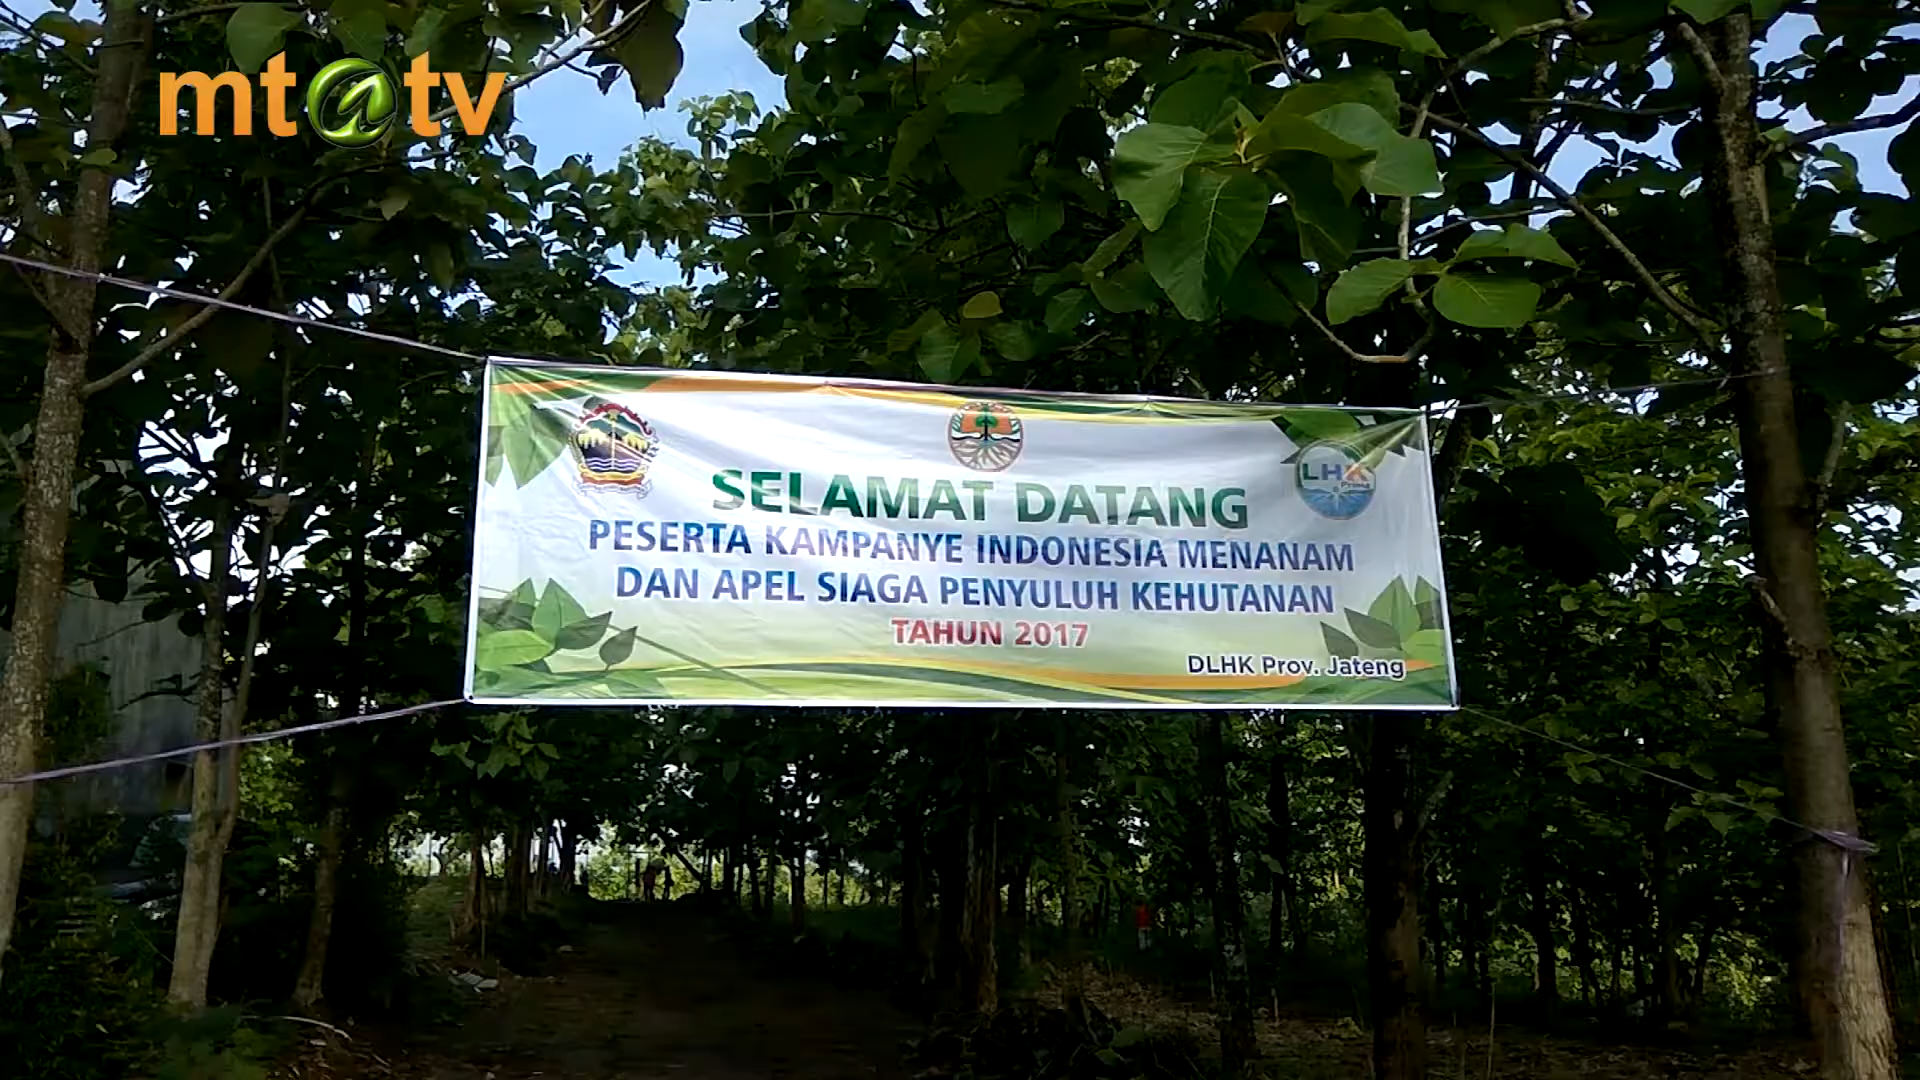 mt@tv
SELAMAT DATANG
LHK
Prima
PESERTA KAMPANYE INDONESIA MENANAM
DAN APEL SIAGA PENYULUH KEHUTANAN
TAHUN 2017
DLHK Prov. Jateng